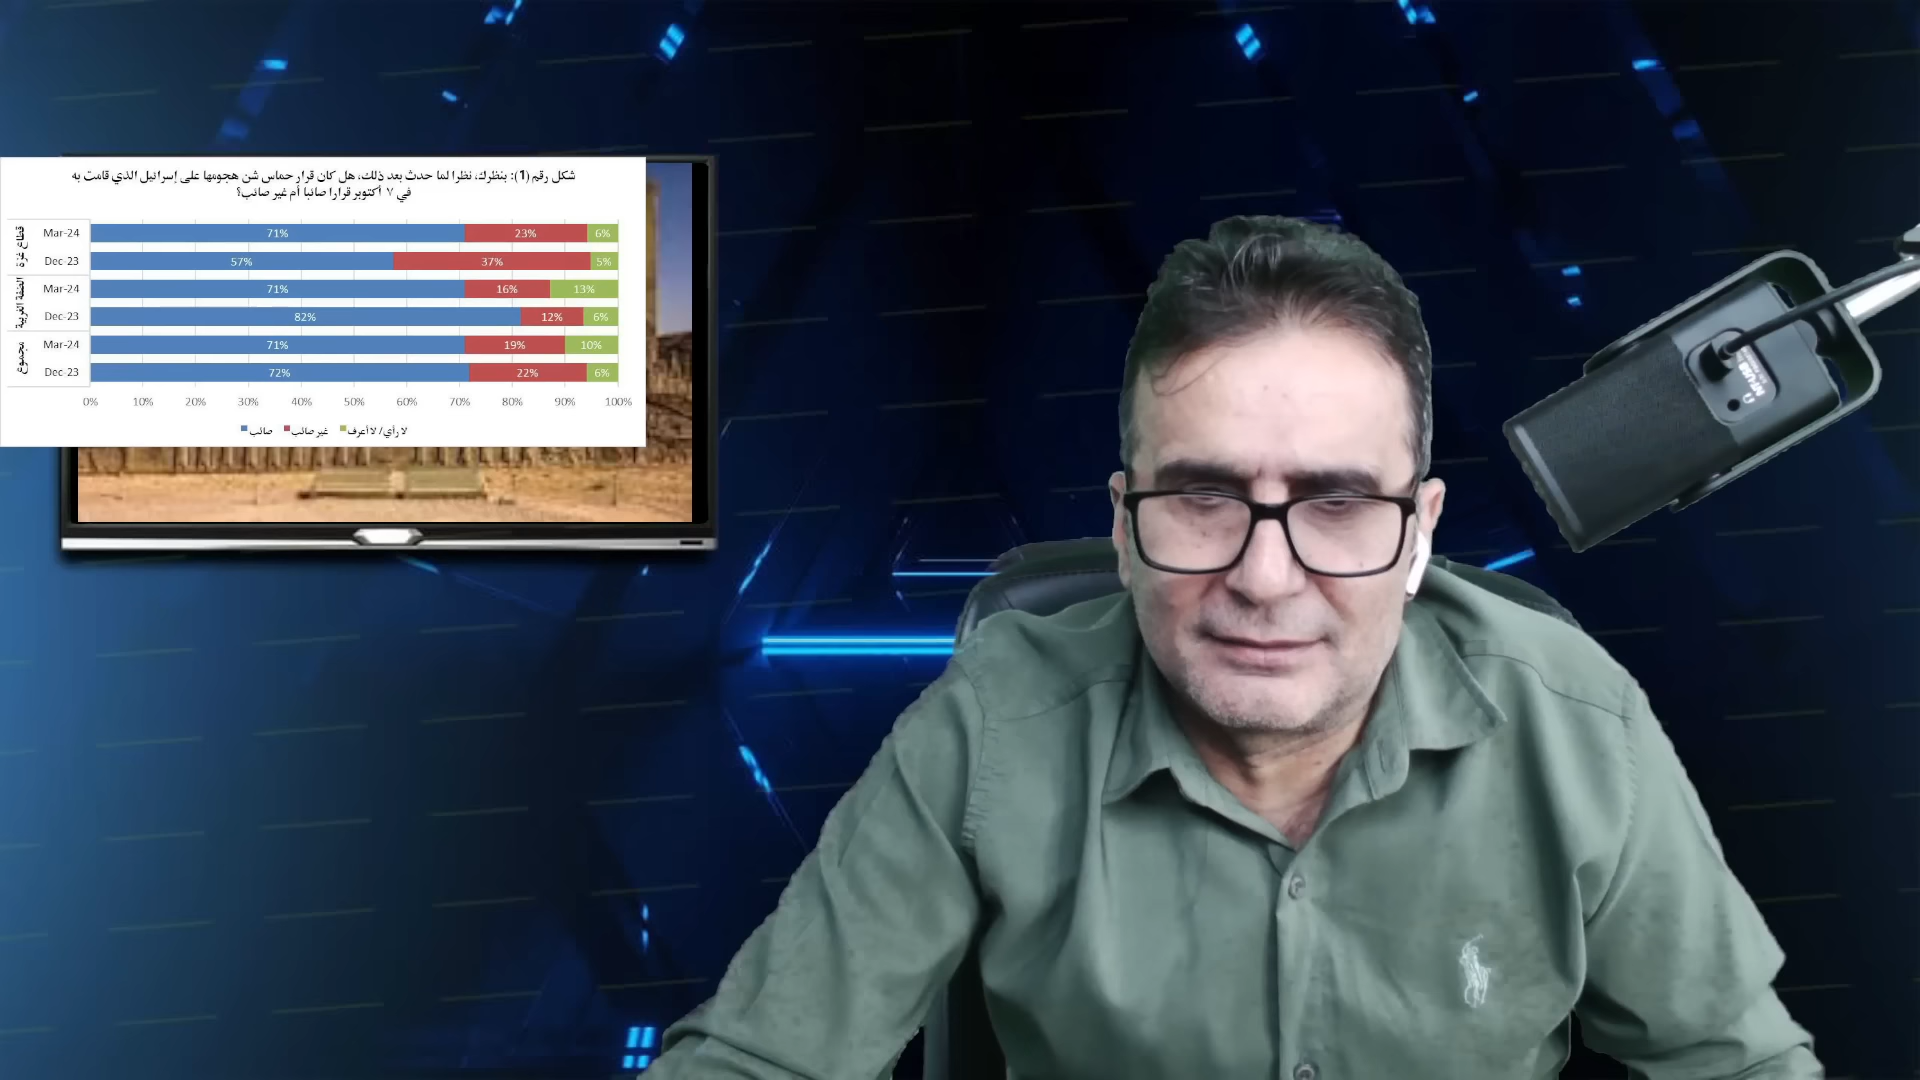 شكل رقم (1): بنظرك، نظرا لما حدث بعد ذلك، هل كان قرار حماس شن هجومها على إسرائيل الذي قامت به
في ٧ أكتوبر قرارا صائبا أم غير صائب؟
قطاع غزة
Mar-24 71% 23% 6%
Dec-23 57% 37% 5%
الضفة الغربية
Mar-24 71% 16% 13%
Dec-23 82% 12% 6%
مجموع
Mar-24 71% 19% 10%
Dec-23 72% 22% 6%
0% 10% 20% 30% 40% 50% 60% 70% 80% 90% 100%
صائب غير صائب لا رأي/ لا أعرف